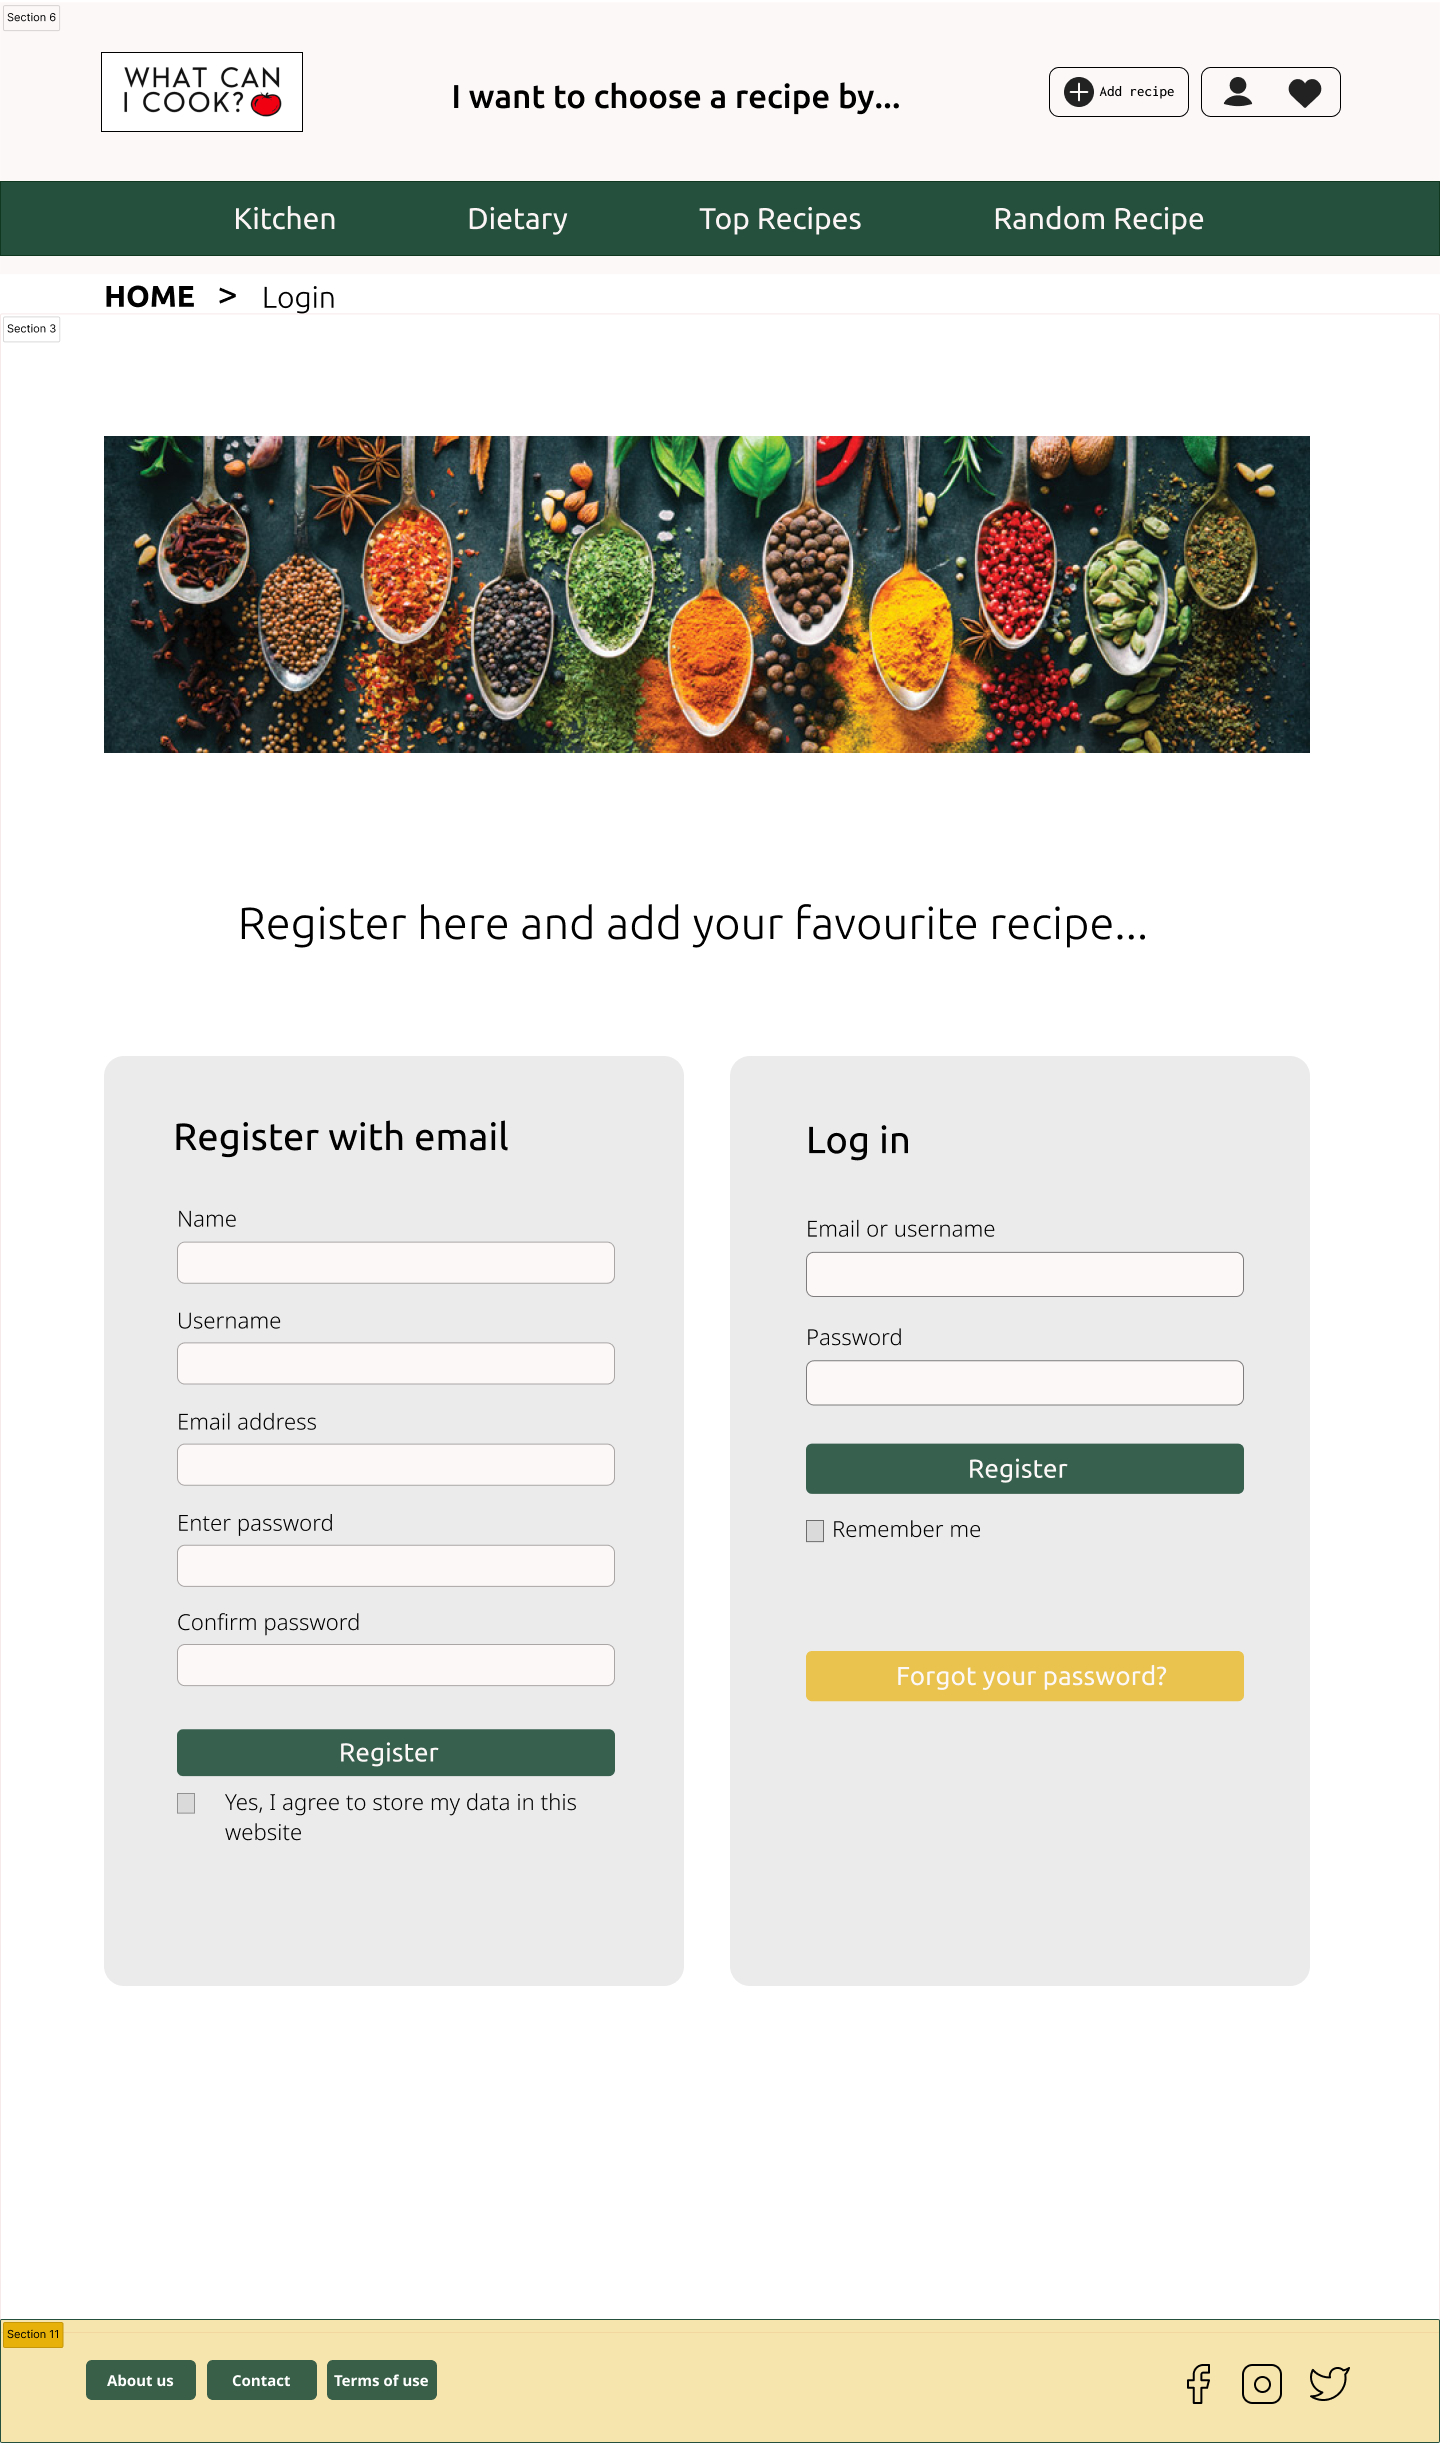 Section 6
WHAT CAN
I COOK?
I want to choose a recipe by...
Add recipe
Kitchen
Dietary
Top Recipes
Random Recipe
HOME > Login
Section 3
Register here and add your favourite recipe...
Register with email
Name
Username
Email address
Enter password
Confirm password
Register
Yes, I agree to store my data in this
website
Log in
Email or username
Password
Register
Remember me
Forgot your password?
Section 11
About us
Contact
Terms of use